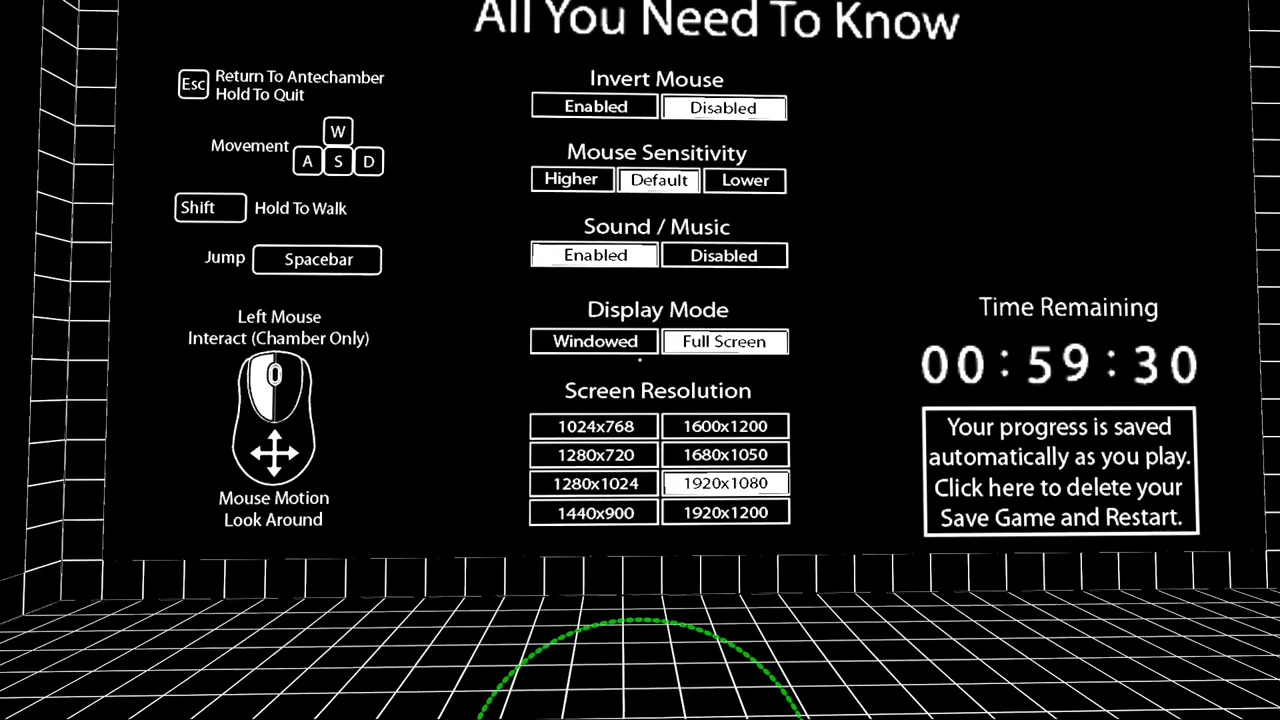 All You Need To Know
Esc
Return To Antechamber
Hold To Quit
Movement
W
A S D
Shift
Hold To Walk
Jump
Spacebar
Left Mouse
Interact (Chamber Only)
Mouse Motion
Look Around
Invert Mouse
Enabled Disabled
Mouse Sensitivity
Higher Default Lower
Sound / Music
Enabled Disabled
Display Mode
Windowed Full Screen
Screen Resolution
1024x768 1600x1200
1280x720 1680x1050
1280x1024 1920x1080
1440x900 1920x1200
Time Remaining
00:59:30
Your progress is saved
automatically as you play.
Click here to delete your
Save Game and Restart.